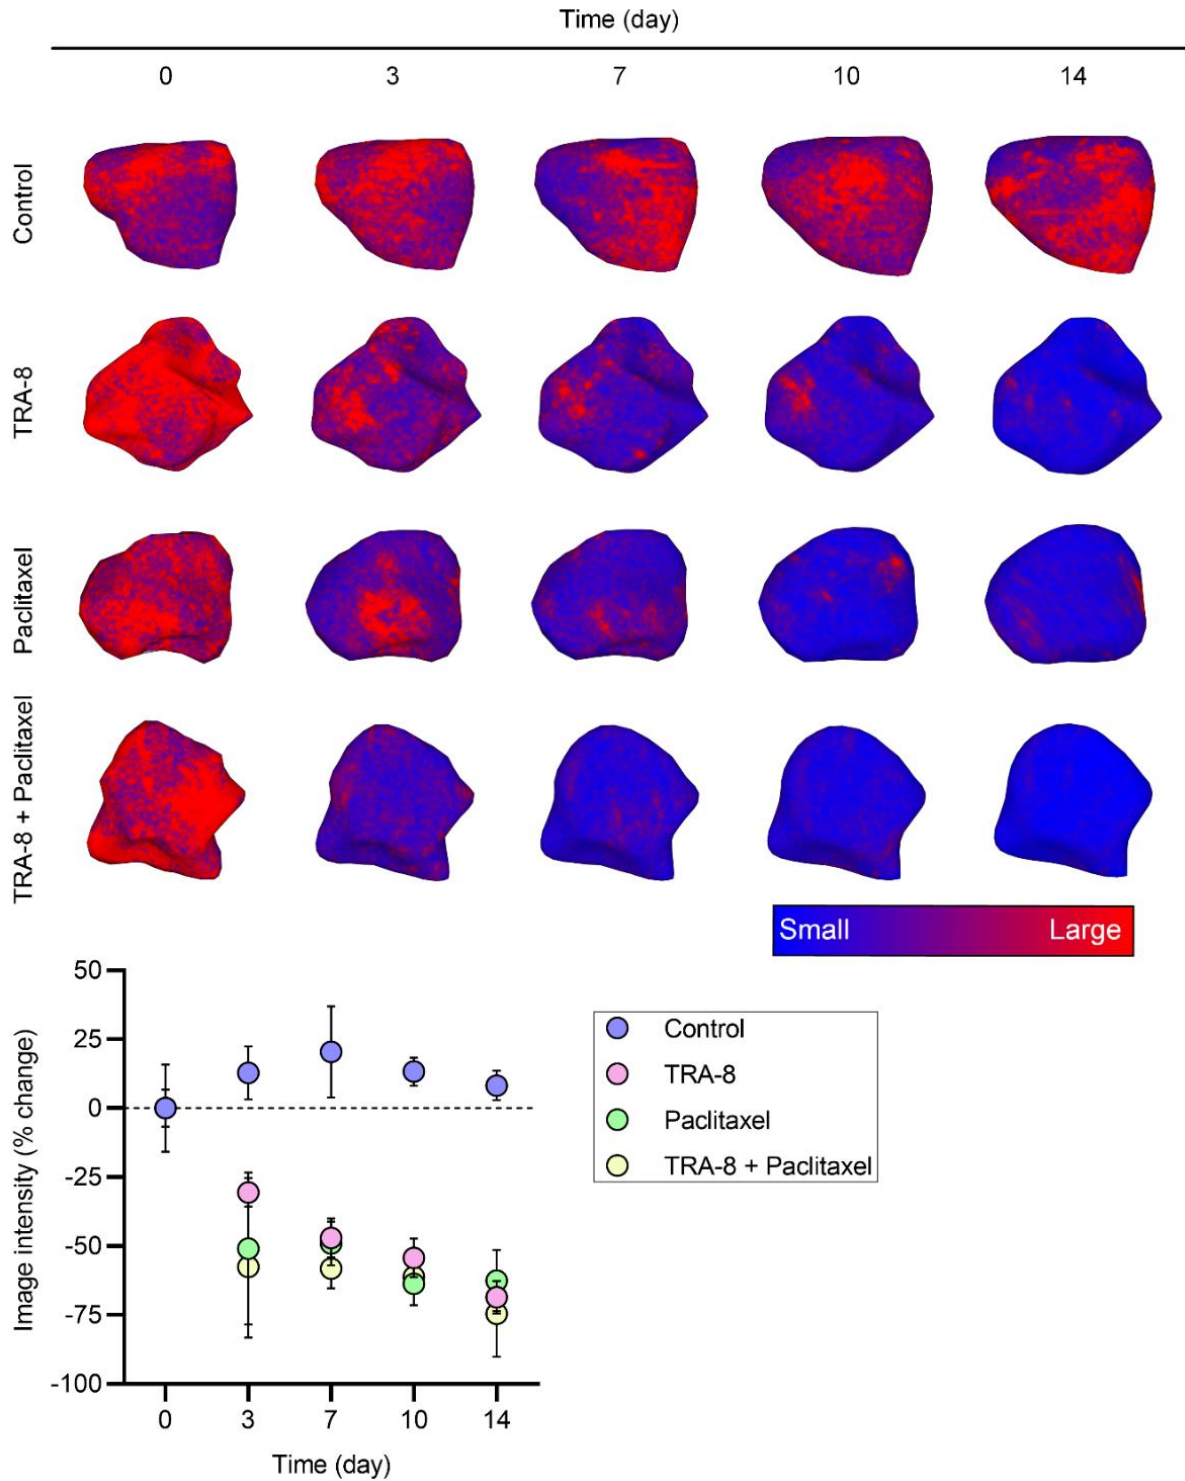 Time (day)
0 3 7 10 14
Control
TRA-8
Paclitaxel
TRA-8 + Paclitaxel
Small Large
Image intensity (% change)
50
25
0
-25
-50
-75
-100
0 3 7 10 14
Time (day)
Control
TRA-8
Paclitaxel
TRA-8 + Paclitaxel